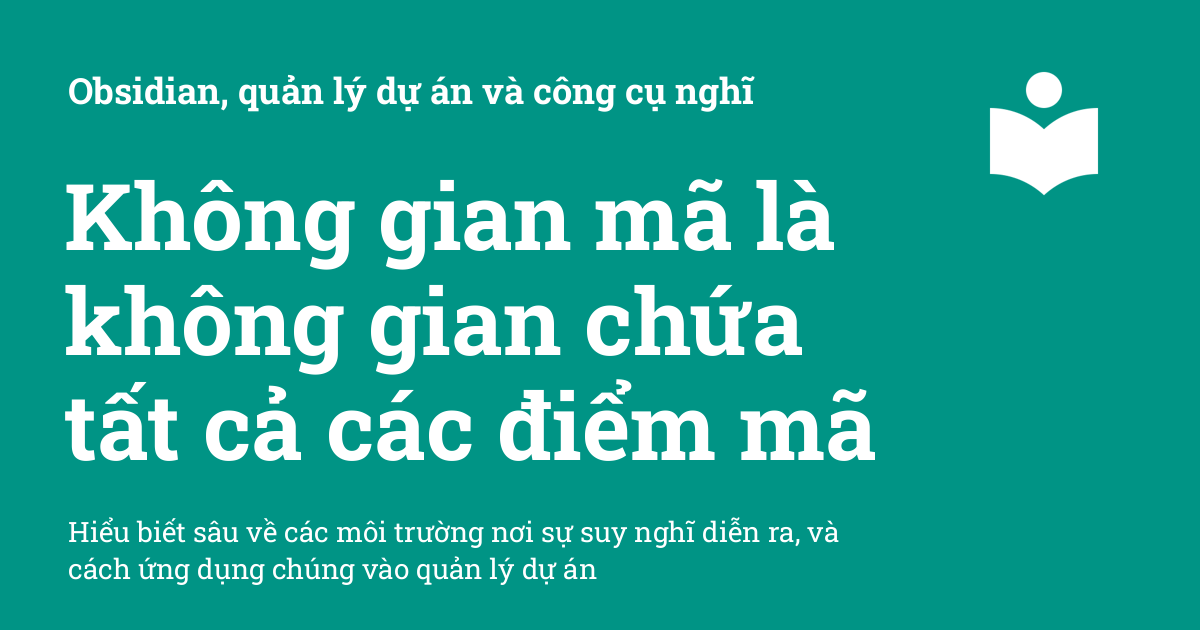 Obsidian, quản lý dự án và công cụ nghĩ
Không gian mã là
không gian chứa
tất cả các điểm mã
Hiểu biết sâu về các môi trường nơi sự suy nghĩ diễn ra, và
cách ứng dụng chúng vào quản lý dự án